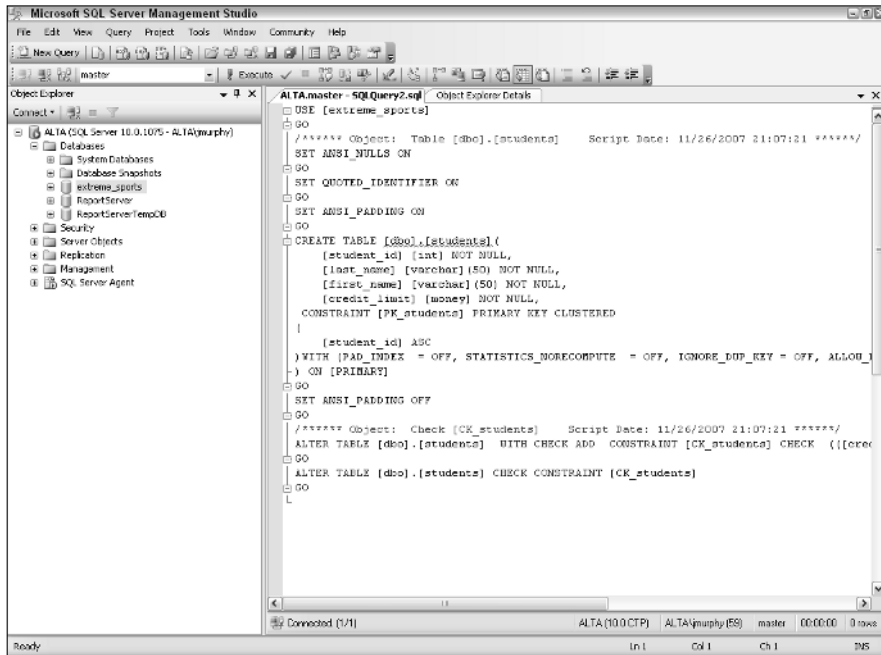 Microsoft SQL Server Management Studio
File Edit View Query Project Tools Window Community Help
New Query
master Execute
Object Explorer
Connect
ALTA (SQL Server 10.0.1075 - ALTA\jmurphy)
Databases
System Databases
Database Snapshots
extreme_sports
ReportServer
ReportServerTempDB
Security
Server Objects
Replication
Management
SQL Server Agent
ALTA.master - SQLQuery2.sql Object Explorer Details
USE [extreme_sports]
GO
/****** Object: Table [dbo].[students] Script Date: 11/26/2007 21:07:21 ******/
SET ANSI_NULLS ON
GO
SET QUOTED_IDENTIFIER ON
GO
SET ANSI_PADDING ON
GO
CREATE TABLE [dbo].[students](
[student_id] [int] NOT NULL,
[last_name] [varchar](50) NOT NULL,
[first_name] [varchar](50) NOT NULL,
[credit_limit] [money] NOT NULL,
CONSTRAINT [PK_students] PRIMARY KEY CLUSTERED
(
[student_id] ASC
)WITH (PAD_INDEX = OFF, STATISTICS_NORECOMPUTE = OFF, IGNORE_DUP_KEY = OFF, ALLOW_
) ON [PRIMARY]
GO
SET ANSI_PADDING OFF
GO
/****** Object: Check [CK_students] Script Date: 11/26/2007 21:07:21 ******/
ALTER TABLE [dbo].[students] WITH CHECK ADD CONSTRAINT [CK_students] CHECK (([cred
GO
ALTER TABLE [dbo].[students] CHECK CONSTRAINT [CK_students]
GO
Connected. (1/1) ALTA (10.0 CTP) ALTA\jmurphy (59) master 00:00:00 0 rows
Ready Ln 1 Col 1 Ch 1 INS